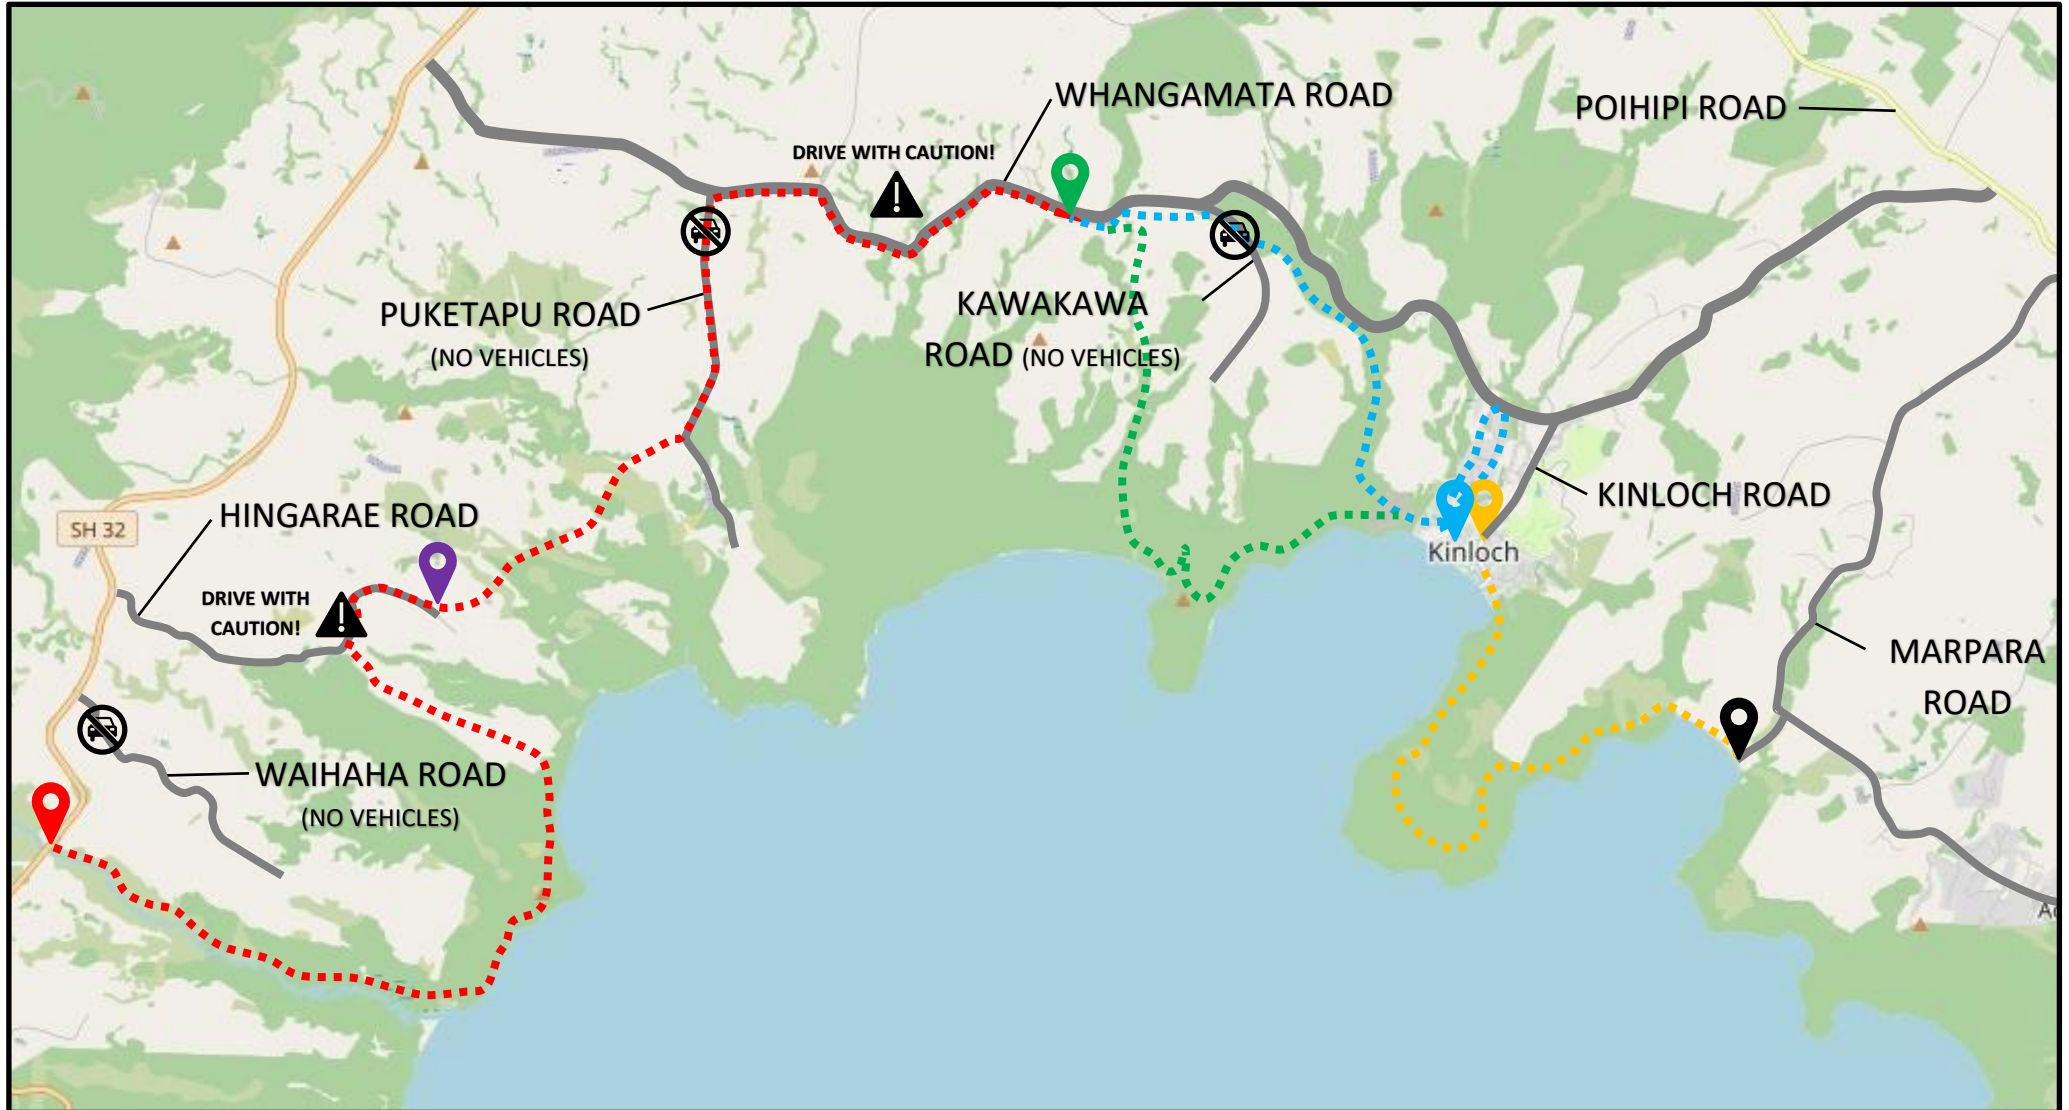 WHANGAMATA ROAD
POIHIPI ROAD
DRIVE WITH CAUTION!
PUKETAPU ROAD
(NO VEHICLES)
KAWAKAWA
ROAD (NO VEHICLES)
KINLOCH ROAD
HINGARAE ROAD
SH 32
Kinloch
DRIVE WITH
CAUTION!
MARPARA
ROAD
WAIHAHA ROAD
(NO VEHICLES)